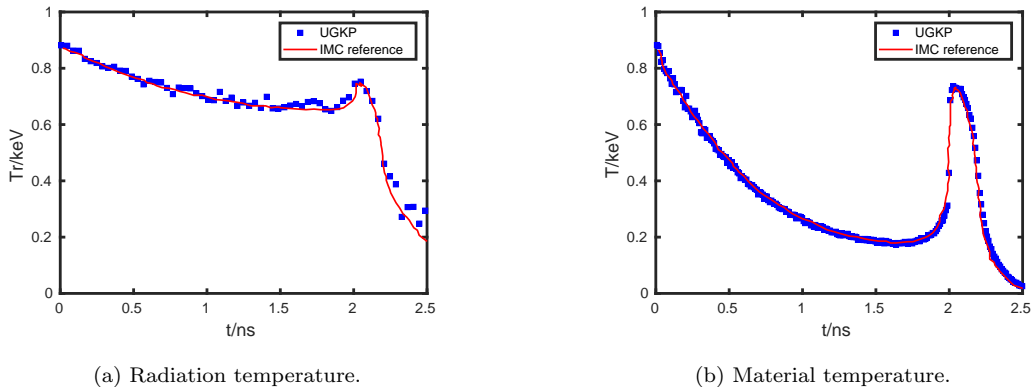 1
0.8
0.6
0.4
0.2
0
Tr/keV
UGKP
IMC reference
0 0.5 1 1.5 2 2.5
t/ns
(a) Radiation temperature.
1
0.8
0.6
0.4
0.2
0
T/keV
UGKP
IMC reference
0 0.5 1 1.5 2 2.5
t/ns
(b) Material temperature.